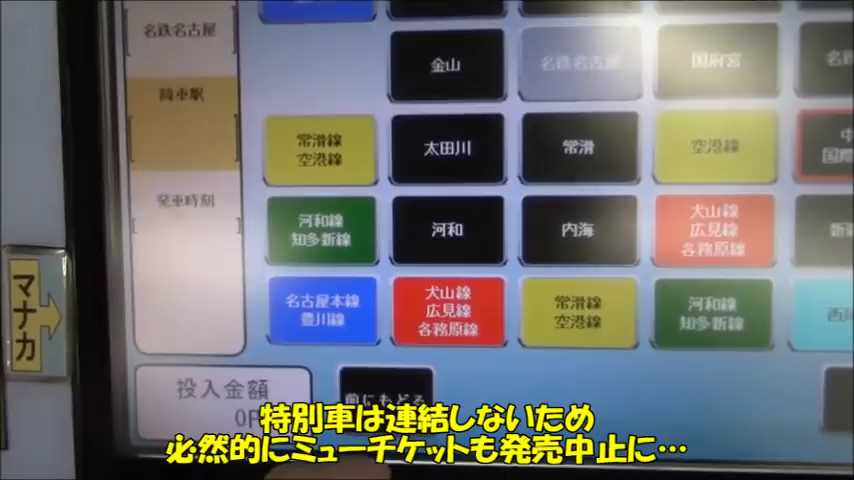 名鉄名古屋
金山
名鉄名古屋
国府宮
降車駅
常滑線
空港線
太田川
常滑
空港線
発車時刻
河和線
知多新線
河和
内海
犬山線
広見線
各務原線
名古屋本線
豊川線
犬山線
広見線
各務原線
常滑線
空港線
河和線
知多新線
マナカ
投入金額
前にもどる
特別車は連結しないため
必然的にミューチケットも発売中止に…